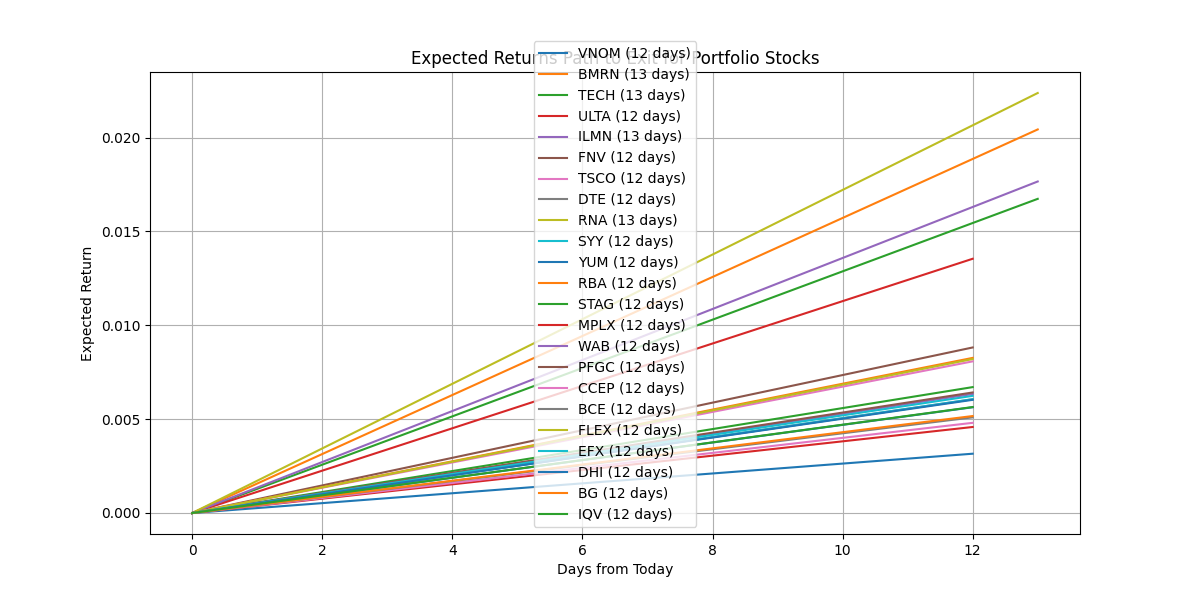 Expected Returns Path to Exit for Portfolio Stocks
VNOM (12 days)
BMRN (13 days)
TECH (13 days)
ULTA (12 days)
ILMN (13 days)
FNV (12 days)
TSCO (12 days)
DTE (12 days)
RNA (13 days)
SYY (12 days)
YUM (12 days)
RBA (12 days)
STAG (12 days)
MPLX (12 days)
WAB (12 days)
PFGC (12 days)
CCEP (12 days)
BCE (12 days)
FLEX (12 days)
EFX (12 days)
DHI (12 days)
BG (12 days)
IQV (12 days)
Expected Return
0.020
0.015
0.010
0.005
0.000
0 2 4 6 8 10 12
Days from Today